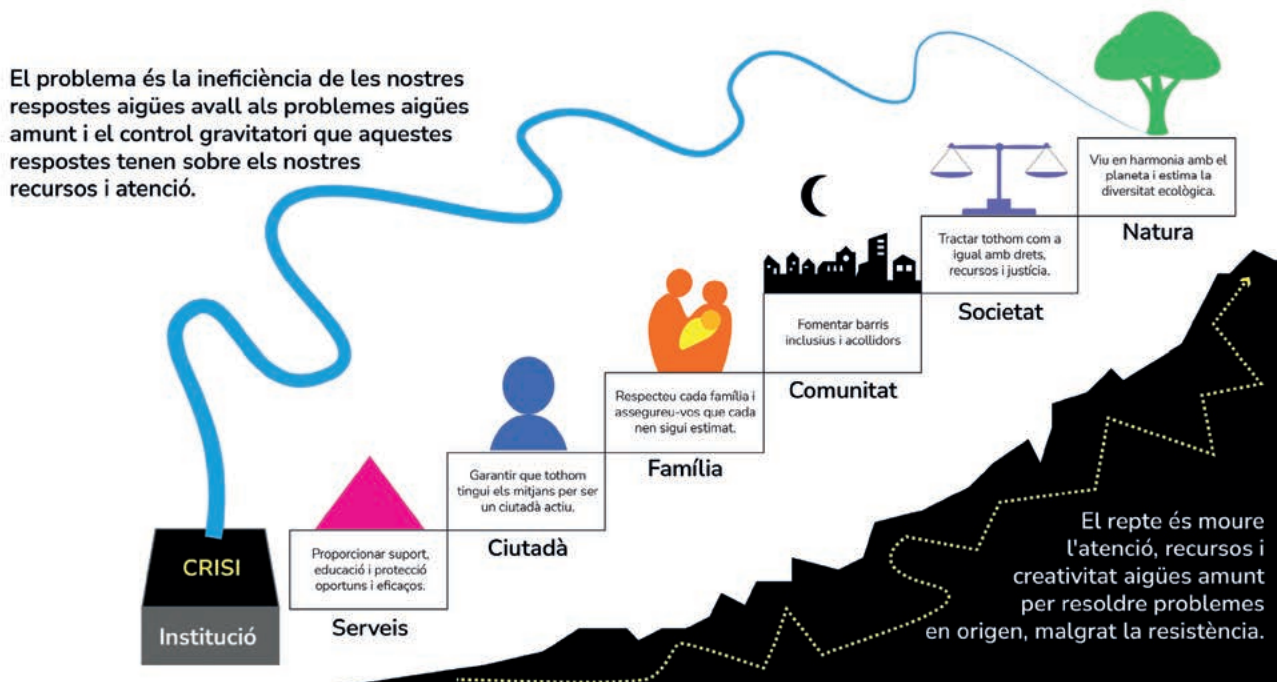 El problema és la ineficiència de les nostres
respostes aigües avall als problemes aigües
amunt i el control gravitatori que aquestes
respostes tenen sobre els nostres
recursos i atenció.
Viu en harmonia amb el
planeta i estima la
diversitat ecològica.
Natura
Tractar tothom com a
igual amb drets,
recursos i justícia.
Societat
Fomentar barris
inclusius i acollidors
Comunitat
Respecteu cada família i
assegureu-vos que cada
nen sigui estimat.
Família
Garantir que tothom
tingui els mitjans per ser
un ciutadà actiu.
Ciutadà
Proporcionar suport,
educació i protecció
oportuns i eficaços.
Serveis
CRISI
Institució
El repte és moure
l'atenció, recursos i
creativitat aigües amunt
per resoldre problemes
en origen, malgrat la resistència.